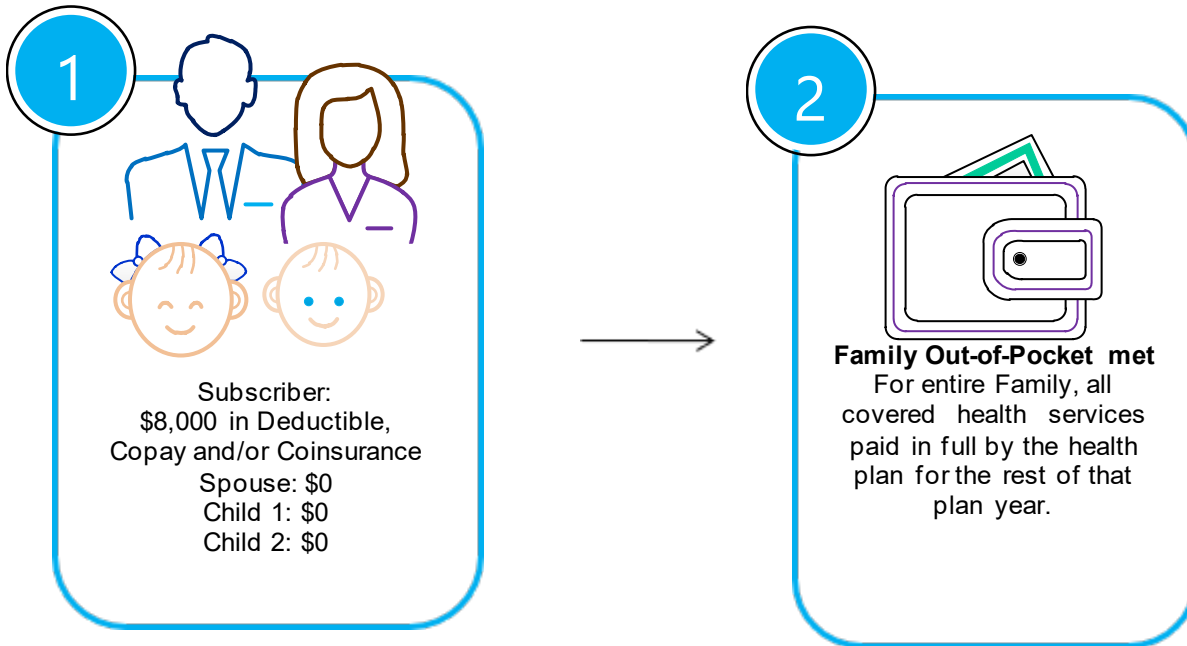 1
Subscriber:
$8,000 in Deductible,
Copay and/or Coinsurance
Spouse: $0
Child 1: $0
Child 2: $0
2
Family Out-of-Pocket met
For entire Family, all
covered health services
paid in full by the health
plan for the rest of that
plan year.